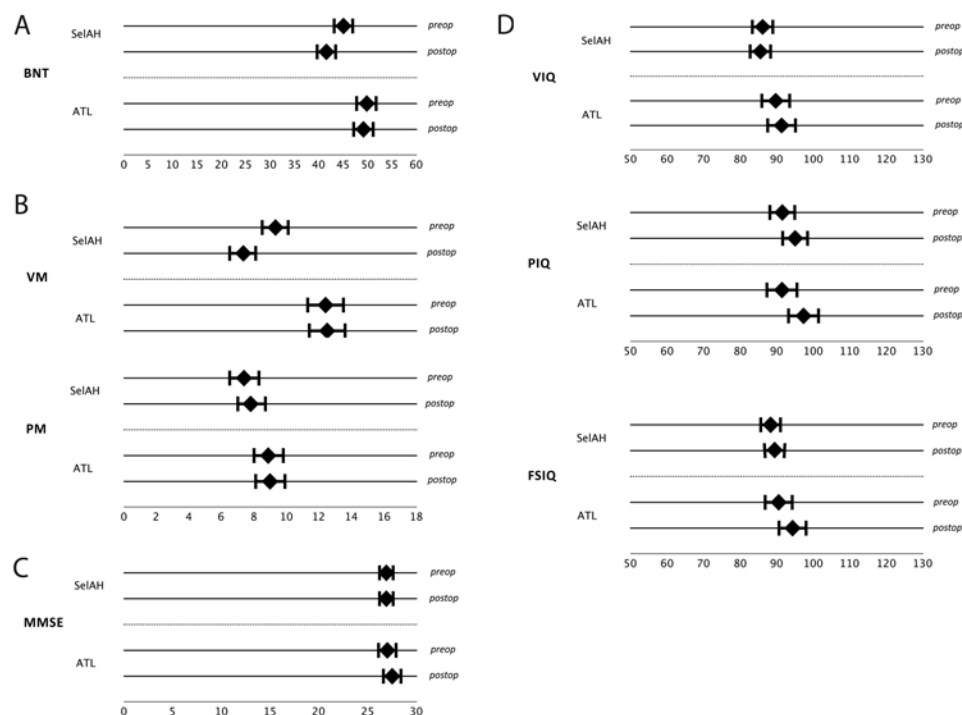 A
SelAH
preop
postop
BNT
ATL
preop
postop
0 5 10 15 20 25 30 35 40 45 50 55 60
B
SelAH
preop
postop
VM
ATL
preop
postop
SelAH
preop
postop
PM
ATL
preop
postop
0 2 4 6 8 10 12 14 16 18
C
SelAH
preop
postop
MMSE
ATL
preop
postop
0 5 10 15 20 25 30
D
SelAH
preop
postop
VIQ
ATL
preop
postop
50 60 70 80 90 100 110 120 130
SelAH
preop
postop
PIQ
ATL
preop
postop
50 60 70 80 90 100 110 120 130
SelAH
preop
postop
FSIQ
ATL
preop
postop
50 60 70 80 90 100 110 120 130